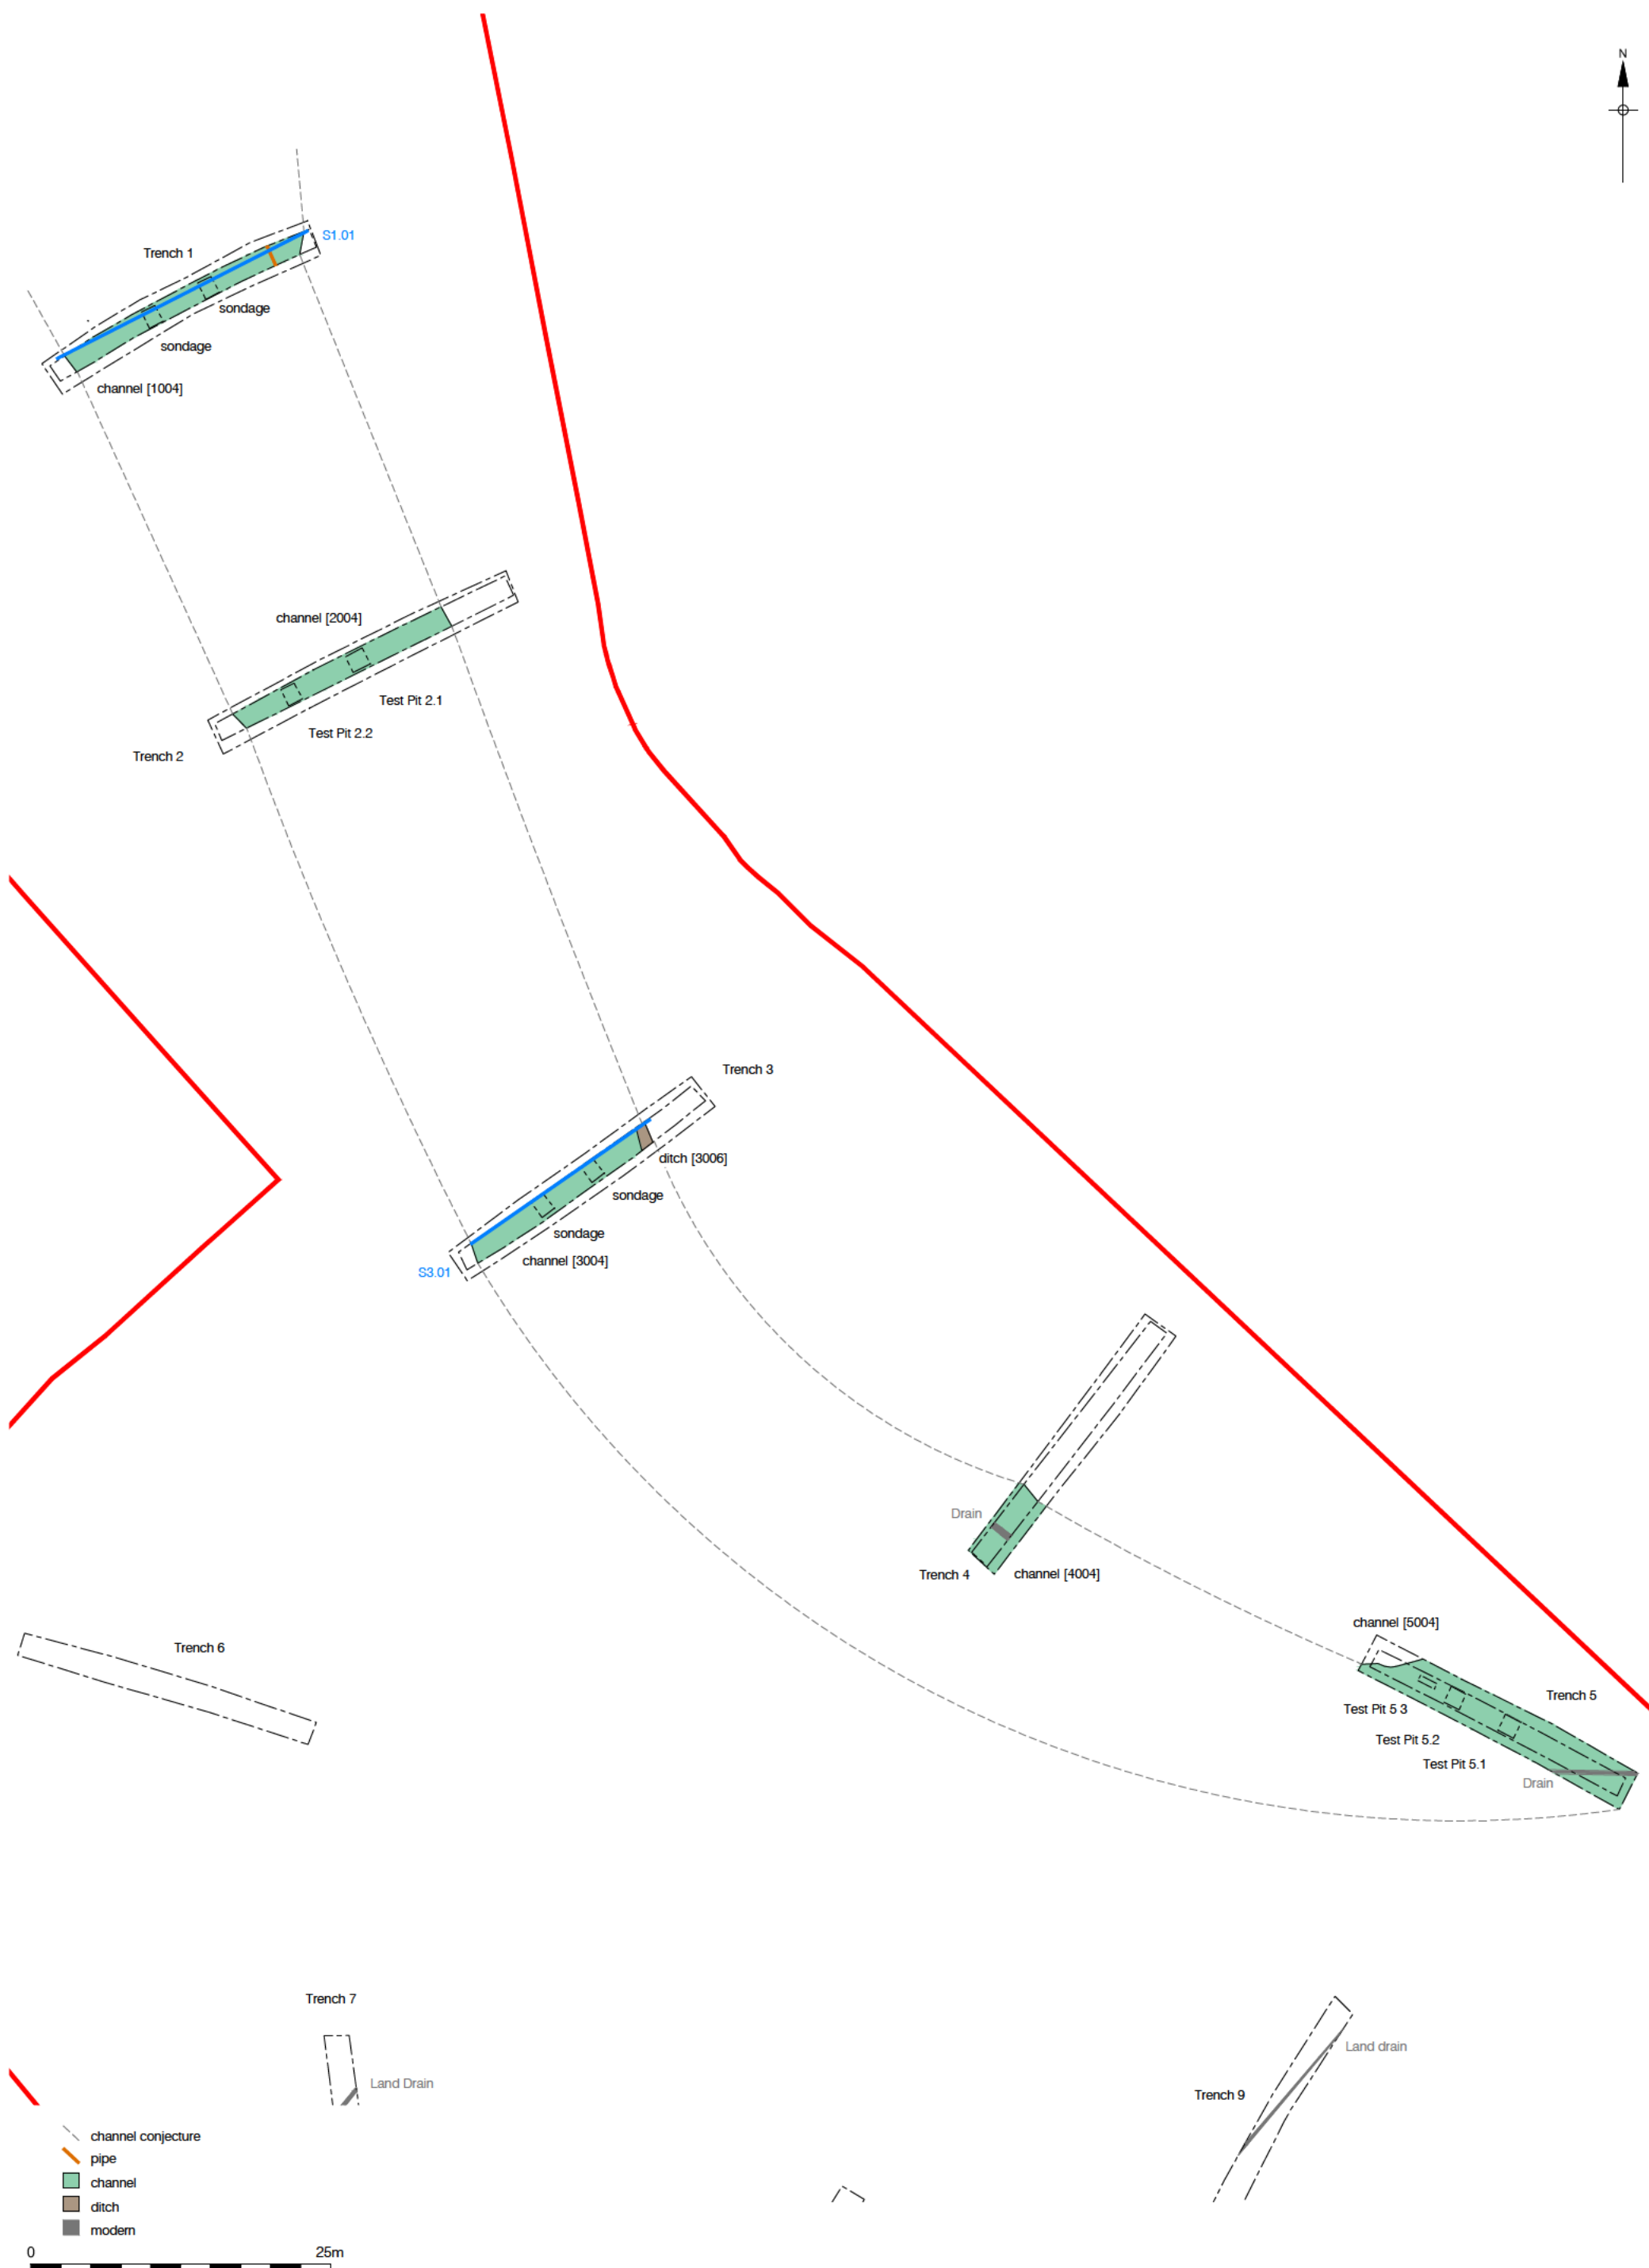 N
S1.01
Trench 1
sondage
sondage
channel [1004]
channel [2004]
Test Pit 2.1
Test Pit 2.2
Trench 2
Trench 3
ditch [3006]
sondage
sondage
channel [3004]
S3.01
Drain
Trench 4
channel [4004]
channel [5004]
Trench 6
Trench 5
Test Pit 5 3
Test Pit 5.2
Test Pit 5.1
Drain
Trench 7
Land drain
Land Drain
Trench 9
channel conjecture
pipe
channel
ditch
modern
0 25m